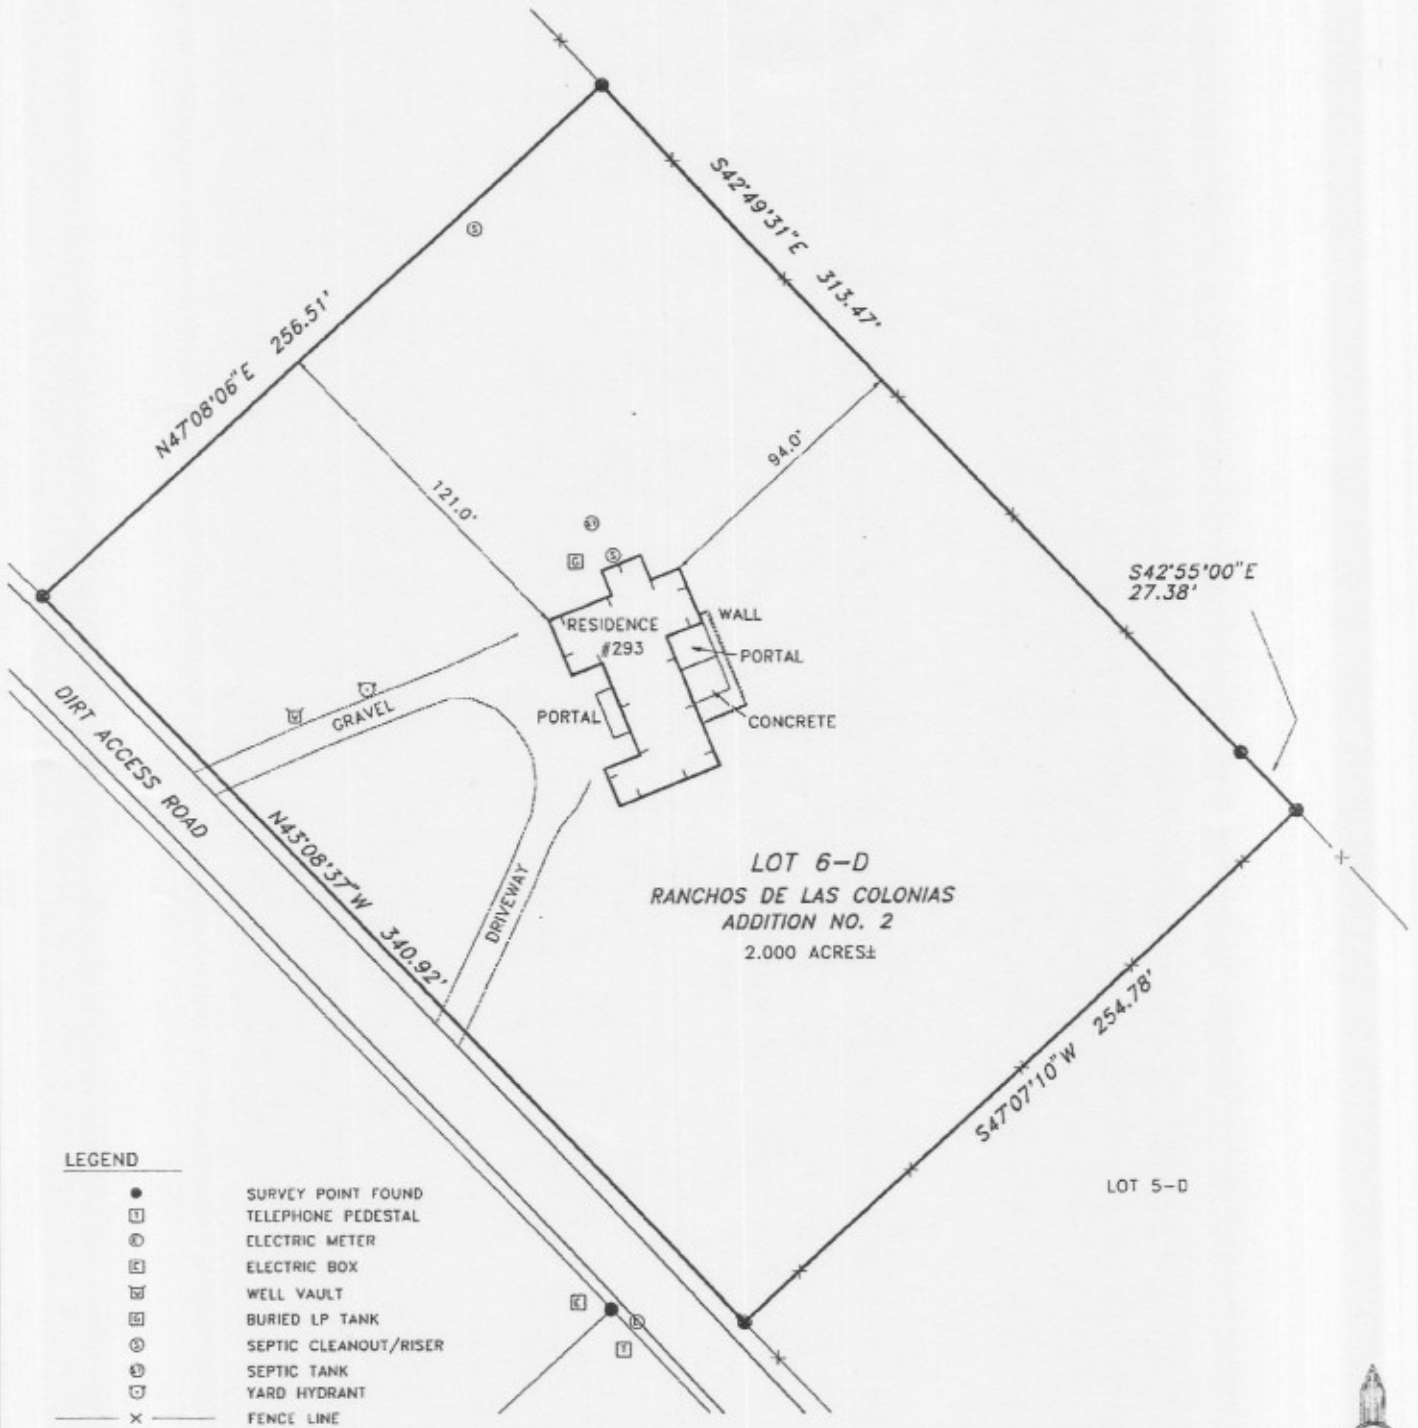 S42°49'31"E 313.47'
N47°08'06"E 256.51'
94.0'
121.0'
S42°55'00"E
27.38'
WALL
RESIDENCE
#293
PORTAL
PORTAL
CONCRETE
GRAVEL
DIRT ACCESS ROAD
N43°08'37"W 340.92'
DRIVEWAY
LOT 6-D
RANCHOS DE LAS COLONIAS
ADDITION NO. 2
2.000 ACRES±
S47°07'10"W 254.78'
LOT 5-D
LEGEND
SURVEY POINT FOUND
T TELEPHONE PEDESTAL
E ELECTRIC METER
E ELECTRIC BOX
W WELL VAULT
G BURIED LP TANK
S SEPTIC CLEANOUT/RISER
ST SEPTIC TANK
YARD HYDRANT
X FENCE LINE
S
ST
S
G
W
E
E
T